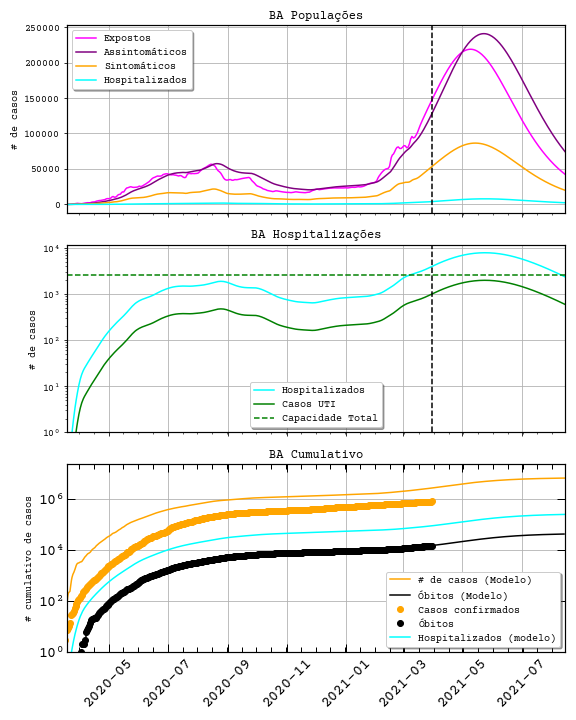 BA Populações
250000
200000
150000
100000
50000
0
# de casos
Expostos
Assintomáticos
Sintomáticos
Hospitalizados
BA Hospitalizações
10⁴
10³
10²
10¹
10⁰
# de casos
Hospitalizados
Casos UTI
Capacidade Total
BA Cumulativo
10⁶
10⁴
10²
10⁰
# cumulativo de casos
# de casos (Modelo)
Óbitos (Modelo)
Casos confirmados
Óbitos
Hospitalizados (modelo)
2020-05
2020-07
2020-09
2020-11
2021-01
2021-03
2021-05
2021-07